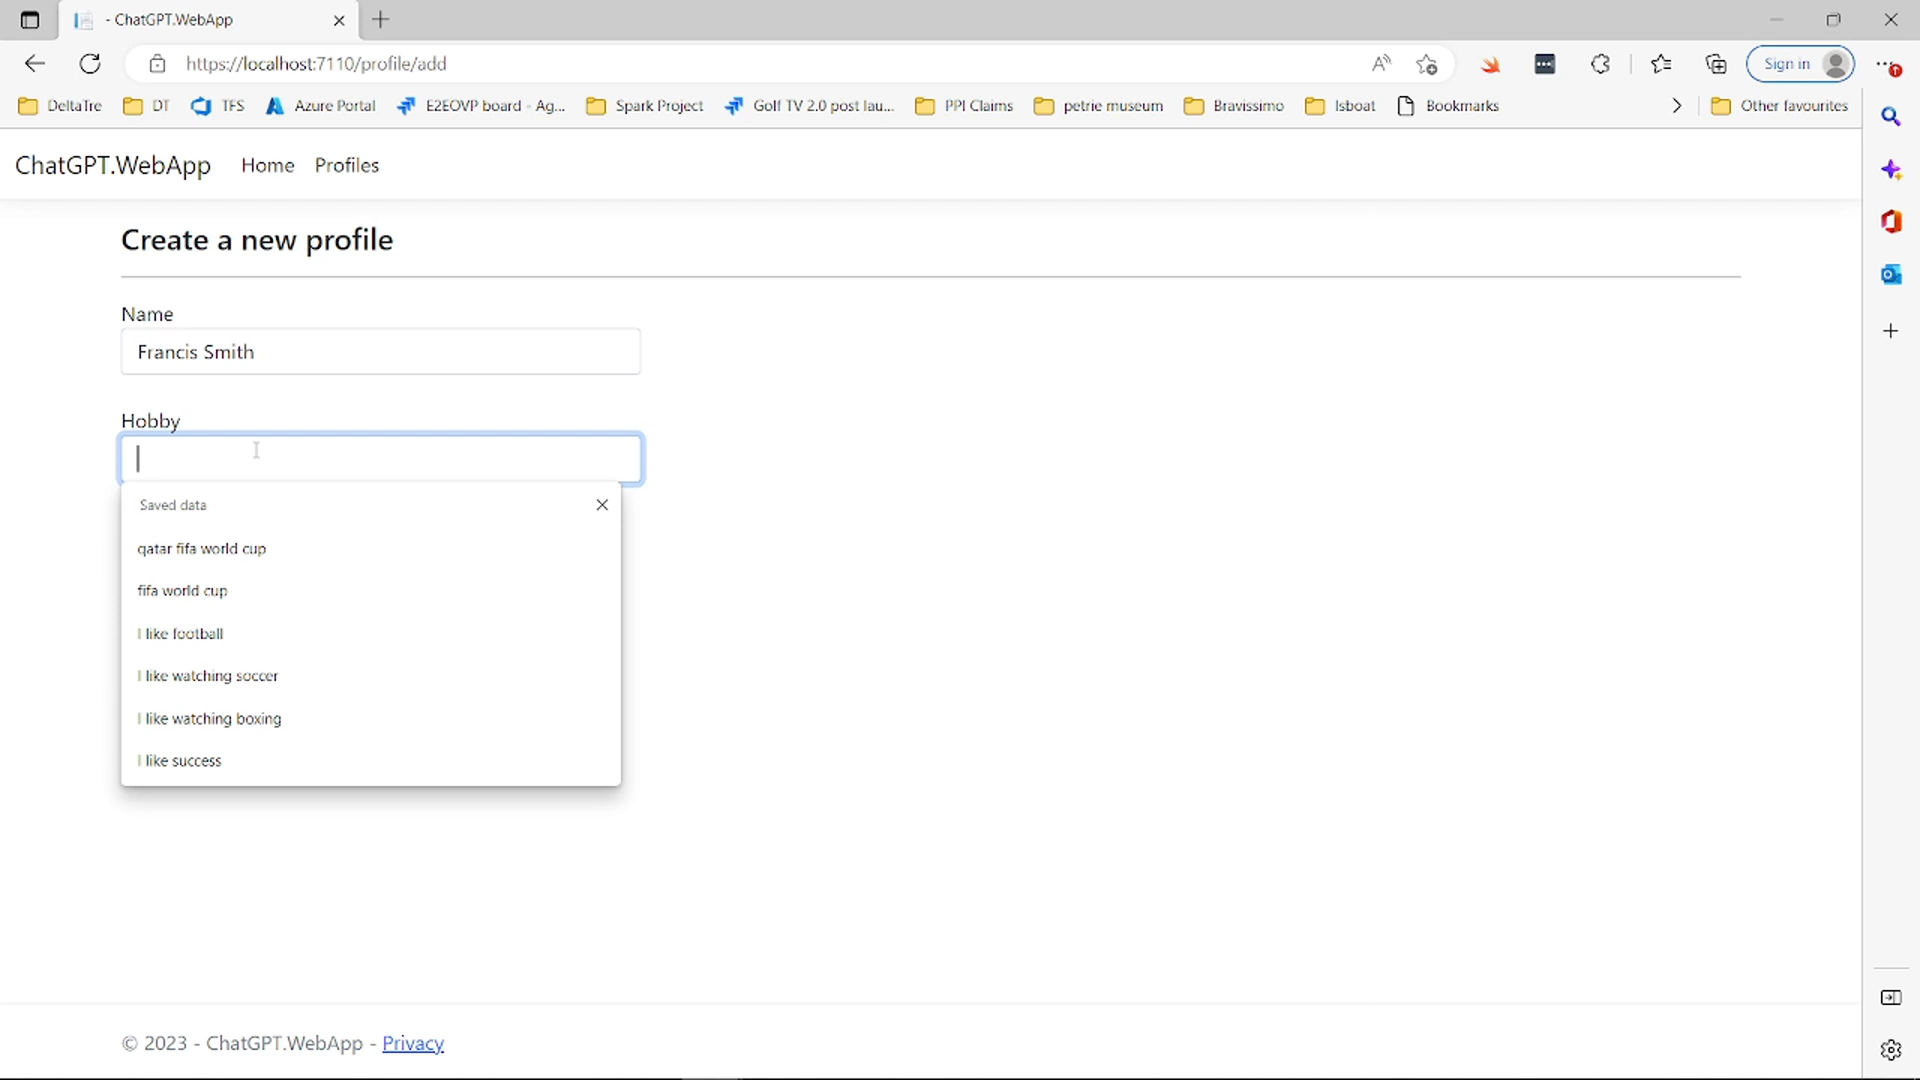 - ChatGPT.WebApp
https://localhost:7110/profile/add
Sign in
DeltaTre DT TFS Azure Portal E2EOVP board - Ag... Spark Project Golf TV 2.0 post lau... PPI Claims petrie museum Bravissimo Isboat Bookmarks Other favourites
ChatGPT.WebApp Home Profiles
Create a new profile
Name
Francis Smith
Hobby
Saved data
qatar fifa world cup
fifa world cup
I like football
I like watching soccer
I like watching boxing
I like success
© 2023 - ChatGPT.WebApp - Privacy